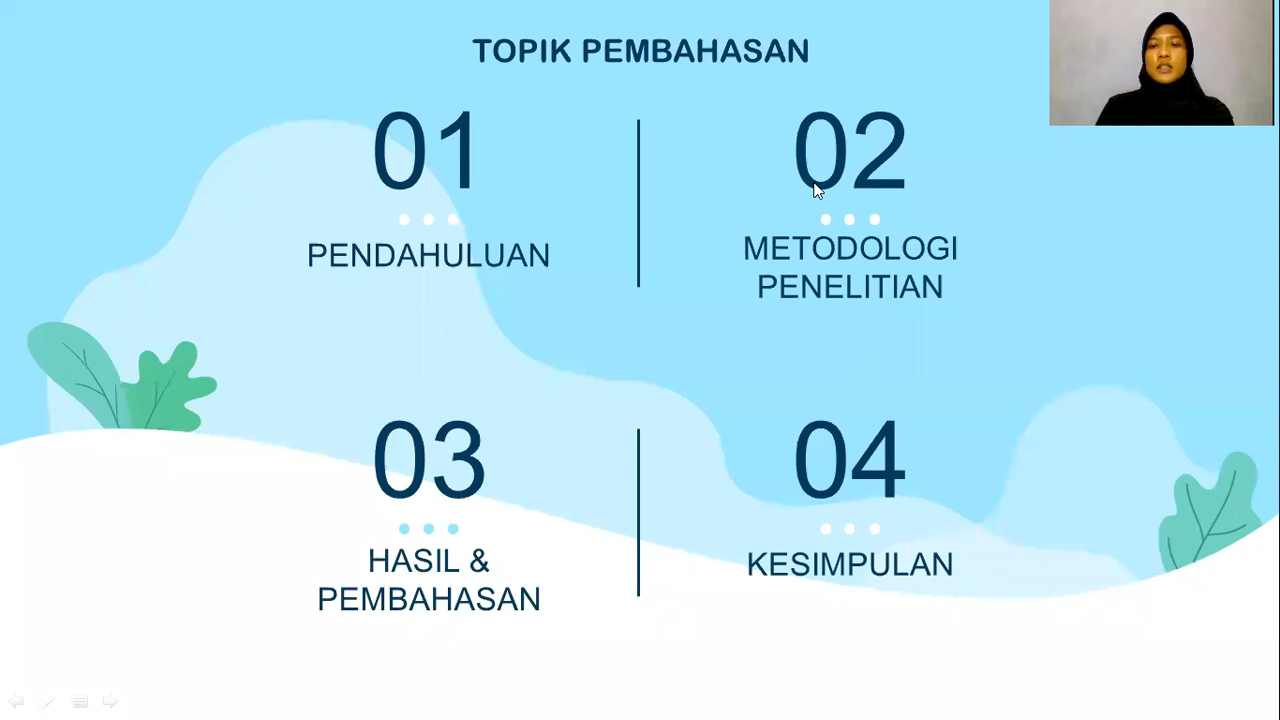 TOPIK PEMBAHASAN
01
PENDAHULUAN
02
METODOLOGI
PENELITIAN
03
HASIL &
PEMBAHASAN
04
KESIMPULAN